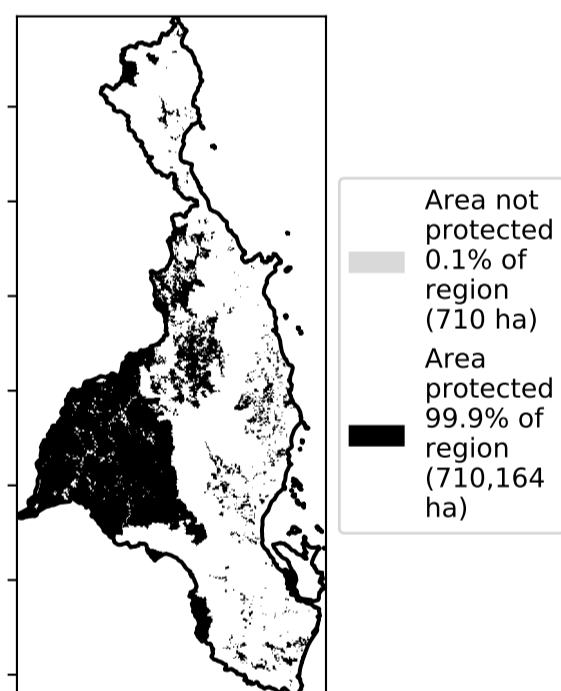 Area not
protected
0.1% of
region
(710 ha)
Area
protected
99.9% of
region
(710,164
ha)